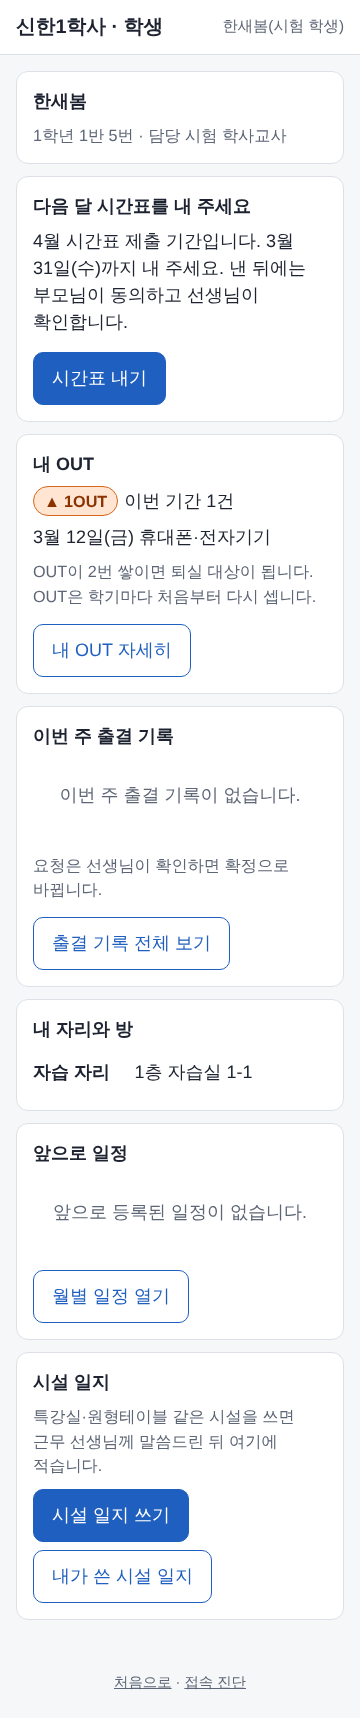 신한1학사 · 학생
한새봄(시험 학생)
한새봄
1학년 1반 5번 · 담당 시험 학사교사
다음 달 시간표를 내 주세요
4월 시간표 제출 기간입니다. 3월
31일(수)까지 내 주세요. 낸 뒤에는
부모님이 동의하고 선생님이
확인합니다.
시간표 내기
내 OUT
▲ 1OUT 이번 기간 1건
3월 12일(금) 휴대폰·전자기기
OUT이 2번 쌓이면 퇴실 대상이 됩니다.
OUT은 학기마다 처음부터 다시 셉니다.
내 OUT 자세히
이번 주 출결 기록
이번 주 출결 기록이 없습니다.
요청은 선생님이 확인하면 확정으로
바뀝니다.
출결 기록 전체 보기
내 자리와 방
자습 자리 1층 자습실 1-1
앞으로 일정
앞으로 등록된 일정이 없습니다.
월별 일정 열기
시설 일지
특강실·원형테이블 같은 시설을 쓰면
근무 선생님께 말씀드린 뒤 여기에
적습니다.
시설 일지 쓰기
내가 쓴 시설 일지
처음으로 · 접속 진단